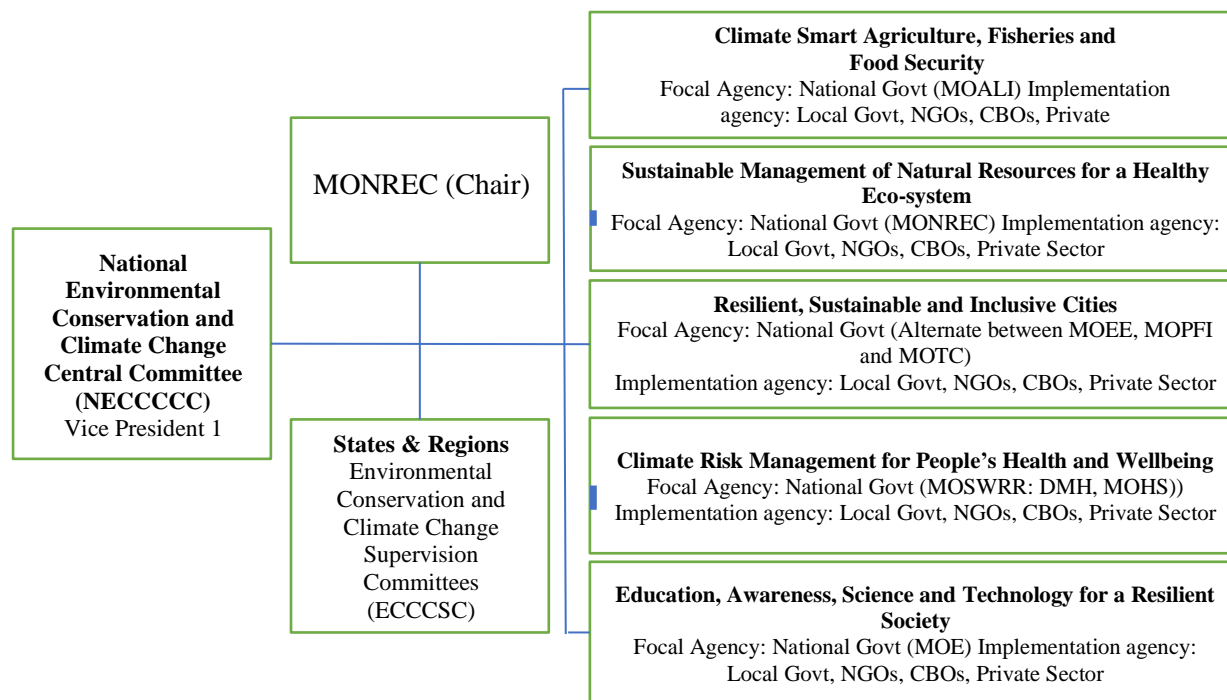 National
Environmental
Conservation and
Climate Change
Central Committee
(NECCCCC)
Vice President 1
MONREC (Chair)
States & Regions
Environmental
Conservation and
Climate Change
Supervision
Committees
(ECCCSC)
Climate Smart Agriculture, Fisheries and
Food Security
Focal Agency: National Govt (MOALI) Implementation
agency: Local Govt, NGOs, CBOs, Private
Sustainable Management of Natural Resources for a Healthy
Eco-system
Focal Agency: National Govt (MONREC) Implementation agency:
Local Govt, NGOs, CBOs, Private Sector
Resilient, Sustainable and Inclusive Cities
Focal Agency: National Govt (Alternate between MOEE, MOPFI
and MOTC)
Implementation agency: Local Govt, NGOs, CBOs, Private Sector
Climate Risk Management for People’s Health and Wellbeing
Focal Agency: National Govt (MOSWRR: DMH, MOHS))
Implementation agency: Local Govt, NGOs, CBOs, Private Sector
Education, Awareness, Science and Technology for a Resilient
Society
Focal Agency: National Govt (MOE) Implementation agency:
Local Govt, NGOs, CBOs, Private Sector